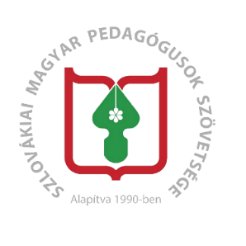 SZLOVÁKIAI MAGYAR PEDAGÓGUSOK SZÖVETSÉGE
Alapítva 1990-ben